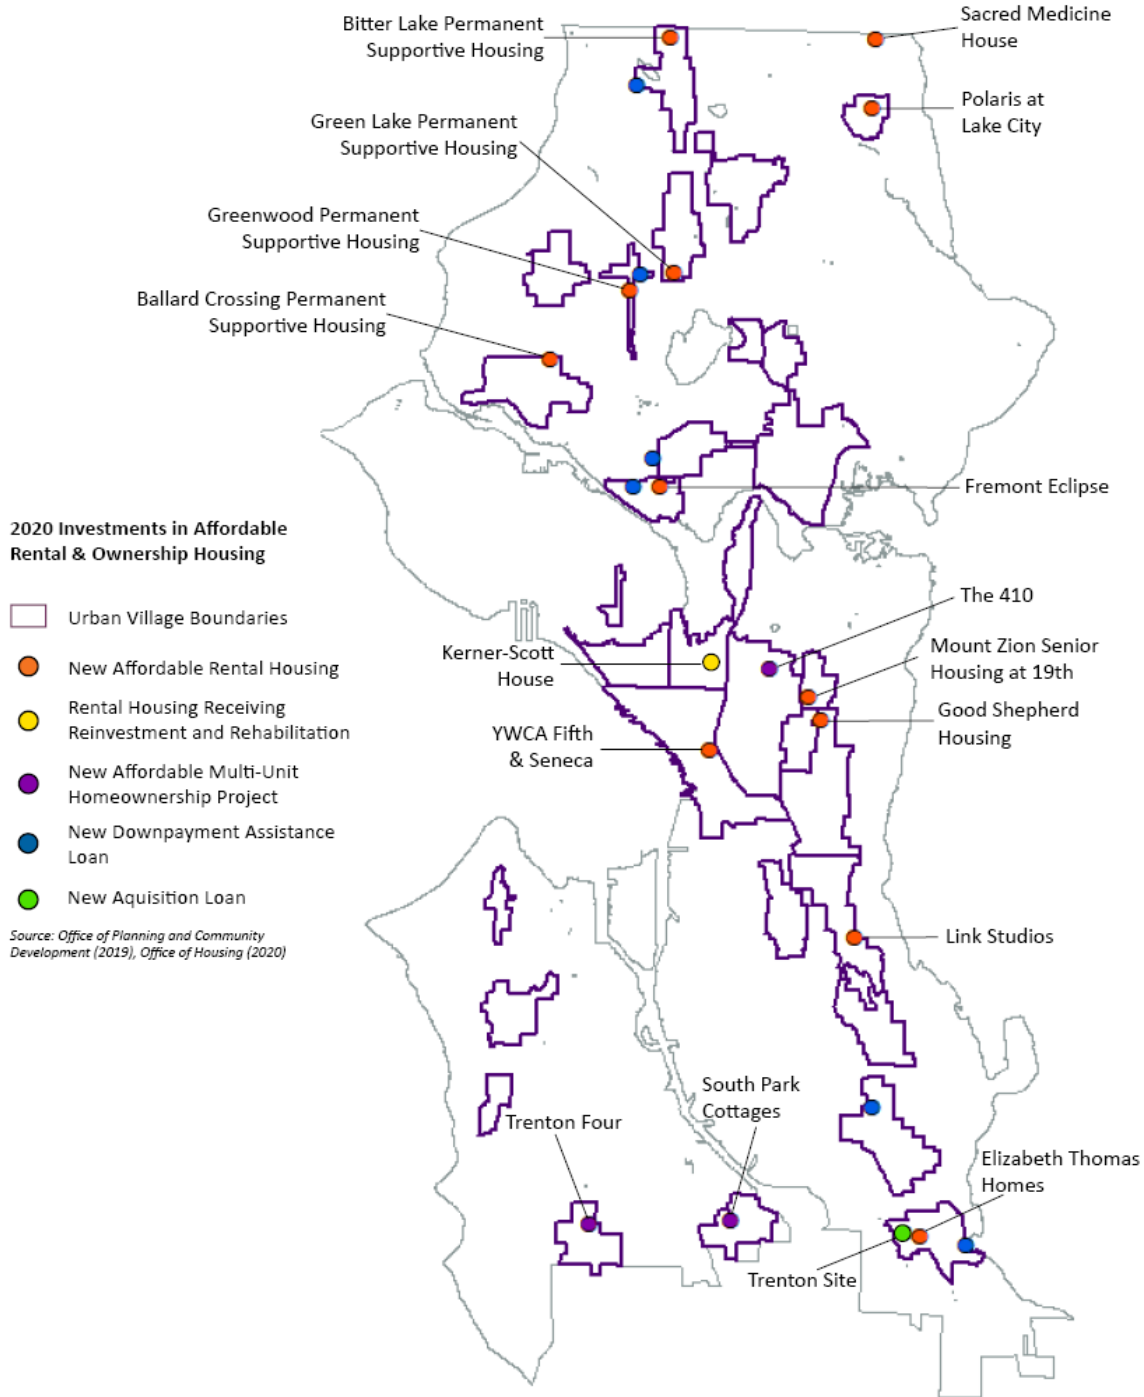 Bitter Lake Permanent
Supportive Housing
Sacred Medicine
House
Green Lake Permanent
Supportive Housing
Polaris at
Lake City
Greenwood Permanent
Supportive Housing
Ballard Crossing Permanent
Supportive Housing
Fremont Eclipse
2020 Investments in Affordable
Rental & Ownership Housing
Urban Village Boundaries
New Affordable Rental Housing
Rental Housing Receiving
Reinvestment and Rehabilitation
New Affordable Multi-Unit
Homeownership Project
New Downpayment Assistance
Loan
New Aquisition Loan
Source: Office of Planning and Community
Development (2019), Office of Housing (2020)
The 410
Kerner-Scott
House
Mount Zion Senior
Housing at 19th
YWCA Fifth
& Seneca
Good Shepherd
Housing
Link Studios
South Park
Cottages
Trenton Four
Elizabeth Thomas
Homes
Trenton Site